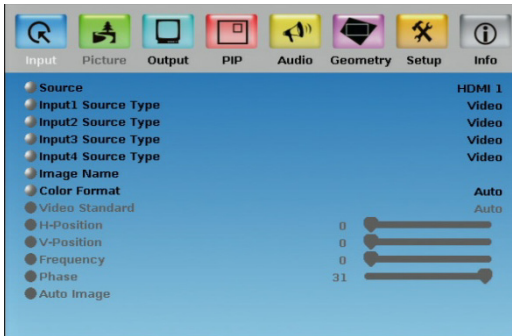 Input Picture Output PIP Audio Geometry Setup Info
Source HDMI 1
Input1 Source Type Video
Input2 Source Type Video
Input3 Source Type Video
Input4 Source Type Video
Image Name
Color Format Auto
Video Standard Auto
H-Position 0
V-Position 0
Frequency 0
Phase 31
Auto Image